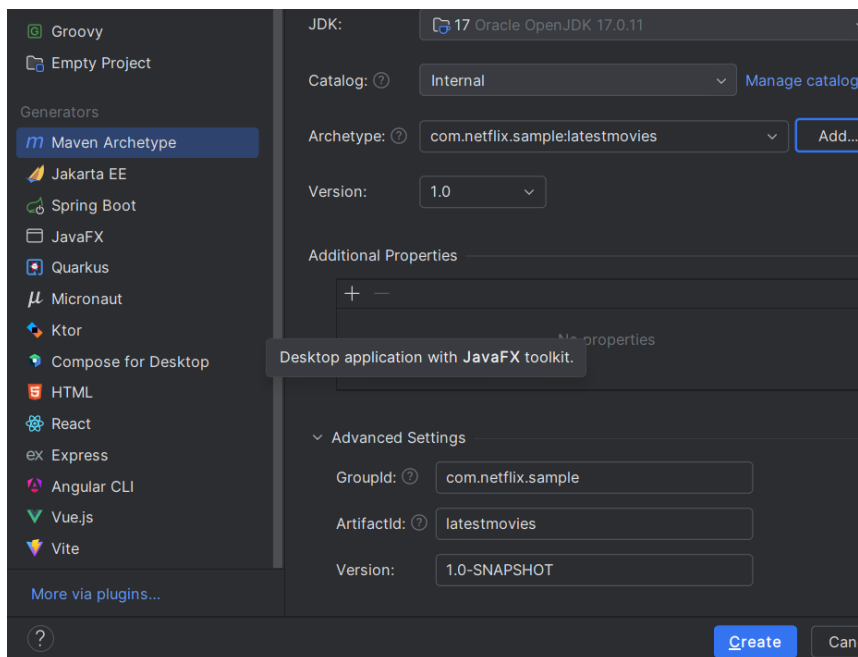 Groovy
Empty Project
Generators
Maven Archetype
Jakarta EE
Spring Boot
JavaFX
Quarkus
Micronaut
Ktor
Compose for Desktop
HTML
React
ex Express
Angular CLI
Vue.js
Vite
More via plugins...
?
JDK: 17 Oracle OpenJDK 17.0.11
Catalog: ? Internal Manage catalog
Archetype: ? com.netflix.sample:latestmovies Add...
Version: 1.0
Additional Properties
No properties
Desktop application with JavaFX toolkit.
Advanced Settings
GroupId: ? com.netflix.sample
ArtifactId: ? latestmovies
Version: 1.0-SNAPSHOT
Create Can